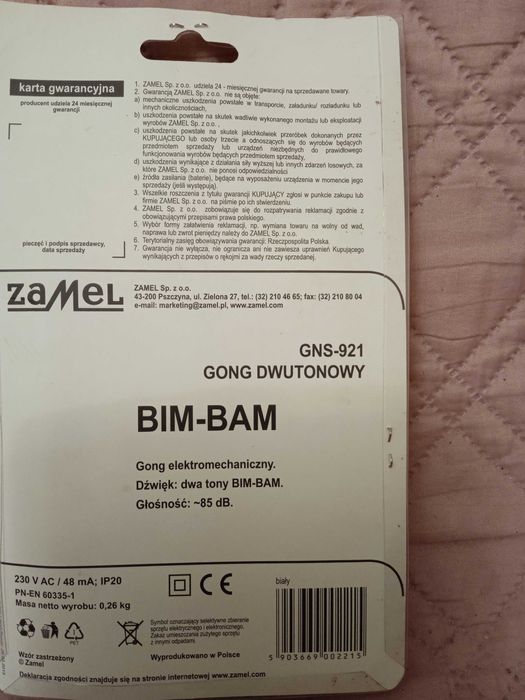 karta gwarancyjna
producent udziela 24 miesięcznej
gwarancji
pieczęć i podpis sprzedawcy,
data sprzedaży
1. ZAMEL Sp. z o.o. udziela 24 - miesięcznej gwarancji na sprzedawane towary.
2. Gwarancją ZAMEL Sp. z o.o. nie są objęte:
a) mechaniczne uszkodzenia powstałe w transporcie, załadunku/ rozładunku lub
innych okolicznościach,
b) uszkodzenia powstałe na skutek wadliwie wykonanego montażu lub eksploatacji
wyrobów ZAMEL Sp. z o.o. ,
c) uszkodzenia powstałe na skutek jakichkolwiek przeróbek dokonanych przez
KUPUJĄCEGO lub osoby trzecie a odnoszących się do wyrobów będących
przedmiotem sprzedaży lub urządzeń niezbędnych do prawidłowego
funkcjonowania wyrobów będących przedmiotem sprzedaży,
d) uszkodzenia wynikające z działania siły wyższej lub innych zdarzeń losowych, za
które ZAMEL Sp. z o.o. nie ponosi odpowiedzialności
e) źródła zasilania (baterie), będące na wyposażeniu urządzenia w momencie jego
sprzedaży (jeśli występują).
3. Wszelkie roszczenia z tytułu gwarancji KUPUJĄCY zgłosi w punkcie zakupu lub
firmie ZAMEL Sp. z o.o. na piśmie po ich stwierdzeniu.
4. ZAMEL Sp. z o.o. zobowiązuje się do rozpatrywania reklamacji zgodnie z
obowiązującymi przepisami prawa polskiego.
5. Wybór formy załatwienia reklamacji, np. wymiana towaru na wolny od wad,
naprawa lub zwrot pieniędzy należy do ZAMEL Sp. z o.o.
6. Terytorialny zasięg obowiązywania gwarancji: Rzeczpospolita Polska.
7. Gwarancja nie wyłącza, nie ogranicza ani nie zawiesza uprawnień Kupującego
wynikających z przepisów o rękojmi za wady rzeczy sprzedanej.
ZAMEL
ZAMEL Sp. z o.o.
43-200 Pszczyna, ul. Zielona 27, tel.: (32) 210 46 65; fax: (32) 210 80 04
e-mail: marketing@zamel.pl, www.zamel.com
GNS-921
GONG DWUTONOWY
BIM-BAM
Gong elektromechaniczny.
Dźwięk: dwa tony BIM-BAM.
Głośność: ~85 dB.
230 V AC / 48 mA; IP20
PN-EN 60335-1
Masa netto wyrobu: 0,26 kg
CE
biały
PET
Symbol oznaczający selektywne zbieranie
sprzętu elektrycznego i elektronicznego.
Zakaz umieszczania zużytego sprzętu
z innymi odpadami.
5 903669 002215
Wzór zastrzeżony
© Zamel
Wyprodukowano w Polsce
Deklaracja zgodności znajduje się na stronie internetowej www.zamel.com